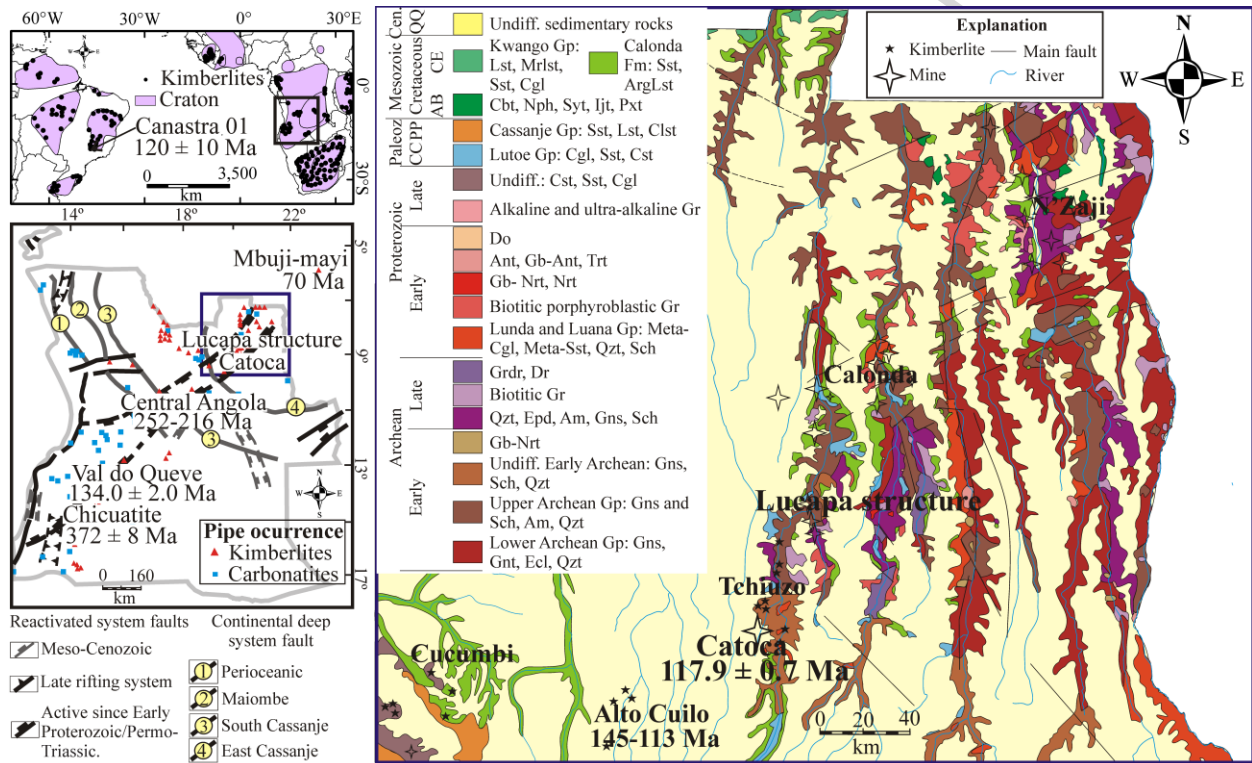 30°W
0°
30°E
Kimberlites
Craton
Canastra 01
120 ± 10 Ma
0 3,500
km
0°
30°S
N
W E
S
14° 18° 22°
5°
9°
13°
17°
Mbuji-mayi
70 Ma
1
2
3
Lucapa structure
Catoca
Central Angola
252-216 Ma
4
3
Val do Queve
134.0 ± 2.0 Ma
Chicuatite
372 ± 8 Ma
N
W E
S
0 160
km
Pipe ocurrence
Kimberlites
Carbonatites
Reactivated system faults
Meso-Cenozoic
Late rifting system
Active since Early
Proterozoic/Permo-
Triassic.
Continental deep
system fault
1 Perioceanic
2 Maiombe
3 South Cassanje
4 East Cassanje
Cen.
QQ
Undiff. sedimentary rocks
Mesozoic
Cretaceous
CE
Kwango Gp:
Lst, Mrlst,
Sst, Cgl
Calonda
Fm: Sst,
ArgLst
AB
Cbt, Nph, Syt, Ijt, Pxt
Paleoz
CCPP
Cassanje Gp: Sst, Lst, Clst
Lutoe Gp: Cgl, Sst, Cst
Proterozoic
Late
Undiff.: Cst, Sst, Cgl
Alkaline and ultra-alkaline Gr
Early
Do
Ant, Gb-Ant, Trt
Gb- Nrt, Nrt
Biotitic porphyroblastic Gr
Lunda and Luana Gp: Meta-
Cgl, Meta-Sst, Qzt, Sch
Archean
Late
Grdr, Dr
Biotitic Gr
Qzt, Epd, Am, Gns, Sch
Early
Gb-Nrt
Undiff. Early Archean: Gns,
Sch, Qzt
Upper Archean Gp: Gns and
Sch, Am, Qzt
Lower Archean Gp: Gns,
Gnt, Ecl, Qzt
Explanation
Kimberlite
Main fault
Mine
River
N
W E
S
N'Zaji
Calonda
Lucapa structure
Tchiuzo
Catoca
117.9 ± 0.7 Ma
Cucumbi
Alto Cuilo
145-113 Ma
0 20 40
km